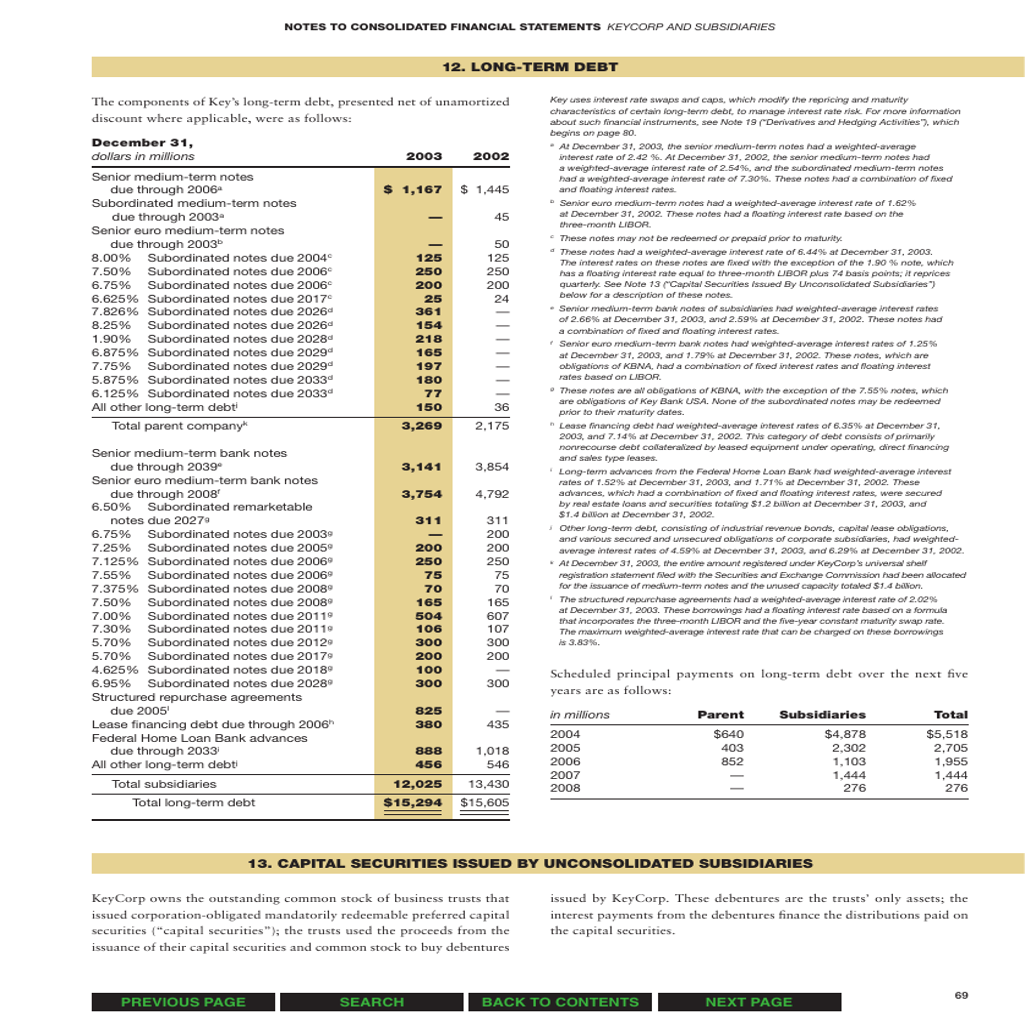 NOTES TO CONSOLIDATED FINANCIAL STATEMENTS KEYCORP AND SUBSIDIARIES
12. LONG-TERM DEBT
The components of Key's long-term debt, presented net of unamortized
discount where applicable, were as follows:
December 31,
dollars in millions 2003 2002
Senior medium-term notes
due through 2006a $ 1,167 $ 1,445
Subordinated medium-term notes
due through 2003a — 45
Senior euro medium-term notes
due through 2003b — 50
8.00% Subordinated notes due 2004c 125 125
7.50% Subordinated notes due 2006c 250 250
6.75% Subordinated notes due 2006c 200 200
6.625% Subordinated notes due 2017c 25 24
7.826% Subordinated notes due 2026d 361 —
8.25% Subordinated notes due 2026d 154 —
1.90% Subordinated notes due 2028d 218 —
6.875% Subordinated notes due 2029d 165 —
7.75% Subordinated notes due 2029d 197 —
5.875% Subordinated notes due 2033d 180 —
6.125% Subordinated notes due 2033d 77 —
All other long-term debtj 150 36
Total parent companyk 3,269 2,175
Senior medium-term bank notes
due through 2039e 3,141 3,854
Senior euro medium-term bank notes
due through 2008f 3,754 4,792
6.50% Subordinated remarketable
notes due 2027g 311 311
6.75% Subordinated notes due 2003g — 200
7.25% Subordinated notes due 2005g 200 200
7.125% Subordinated notes due 2006g 250 250
7.55% Subordinated notes due 2006g 75 75
7.375% Subordinated notes due 2008g 70 70
7.50% Subordinated notes due 2008g 165 165
7.00% Subordinated notes due 2011g 504 607
7.30% Subordinated notes due 2011g 106 107
5.70% Subordinated notes due 2012g 300 300
5.70% Subordinated notes due 2017g 200 200
4.625% Subordinated notes due 2018g 100 —
6.95% Subordinated notes due 2028g 300 300
Structured repurchase agreements
due 2005l 825 —
Lease financing debt due through 2006h 380 435
Federal Home Loan Bank advances
due through 2033i 888 1,018
All other long-term debtj 456 546
Total subsidiaries 12,025 13,430
Total long-term debt $15,294 $15,605
Key uses interest rate swaps and caps, which modify the repricing and maturity
characteristics of certain long-term debt, to manage interest rate risk. For more information
about such financial instruments, see Note 19 ("Derivatives and Hedging Activities"), which
begins on page 80.
a At December 31, 2003, the senior medium-term notes had a weighted-average
interest rate of 2.42 %. At December 31, 2002, the senior medium-term notes had
a weighted-average interest rate of 2.54%, and the subordinated medium-term notes
had a weighted-average interest rate of 7.30%. These notes had a combination of fixed
and floating interest rates.
b Senior euro medium-term notes had a weighted-average interest rate of 1.62%
at December 31, 2002. These notes had a floating interest rate based on the
three-month LIBOR.
c These notes may not be redeemed or prepaid prior to maturity.
d These notes had a weighted-average interest rate of 6.44% at December 31, 2003.
The interest rates on these notes are fixed with the exception of the 1.90 % note, which
has a floating interest rate equal to three-month LIBOR plus 74 basis points; it reprices
quarterly. See Note 13 ("Capital Securities Issued By Unconsolidated Subsidiaries")
below for a description of these notes.
e Senior medium-term bank notes of subsidiaries had weighted-average interest rates
of 2.66% at December 31, 2003, and 2.59% at December 31, 2002. These notes had
a combination of fixed and floating interest rates.
f Senior euro medium-term bank notes had weighted-average interest rates of 1.25%
at December 31, 2003, and 1.79% at December 31, 2002. These notes, which are
obligations of KBNA, had a combination of fixed interest rates and floating interest
rates based on LIBOR.
g These notes are all obligations of KBNA, with the exception of the 7.55% notes, which
are obligations of Key Bank USA. None of the subordinated notes may be redeemed
prior to their maturity dates.
h Lease financing debt had weighted-average interest rates of 6.35% at December 31,
2003, and 7.14% at December 31, 2002. This category of debt consists of primarily
nonrecourse debt collateralized by leased equipment under operating, direct financing
and sales type leases.
i Long-term advances from the Federal Home Loan Bank had weighted-average interest
rates of 1.52% at December 31, 2003, and 1.71% at December 31, 2002. These
advances, which had a combination of fixed and floating interest rates, were secured
by real estate loans and securities totaling $1.2 billion at December 31, 2003, and
$1.4 billion at December 31, 2002.
j Other long-term debt, consisting of industrial revenue bonds, capital lease obligations,
and various secured and unsecured obligations of corporate subsidiaries, had weighted-
average interest rates of 4.59% at December 31, 2003, and 6.29% at December 31, 2002.
k At December 31, 2003, the entire amount registered under KeyCorp's universal shelf
registration statement filed with the Securities and Exchange Commission had been allocated
for the issuance of medium-term notes and the unused capacity totaled $1.4 billion.
l The structured repurchase agreements had a weighted-average interest rate of 2.02%
at December 31, 2003. These borrowings had a floating interest rate based on a formula
that incorporates the three-month LIBOR and the five-year constant maturity swap rate.
The maximum weighted-average interest rate that can be charged on these borrowings
is 3.83%.
Scheduled principal payments on long-term debt over the next five
years are as follows:
in millions Parent Subsidiaries Total
2004 $640 $4,878 $5,518
2005 403 2,302 2,705
2006 852 1,103 1,955
2007 — 1,444 1,444
2008 — 276 276
13. CAPITAL SECURITIES ISSUED BY UNCONSOLIDATED SUBSIDIARIES
KeyCorp owns the outstanding common stock of business trusts that
issued corporation-obligated mandatorily redeemable preferred capital
securities ("capital securities"); the trusts used the proceeds from the
issuance of their capital securities and common stock to buy debentures
issued by KeyCorp. These debentures are the trusts' only assets; the
interest payments from the debentures finance the distributions paid on
the capital securities.
PREVIOUS PAGE SEARCH BACK TO CONTENTS NEXT PAGE
69